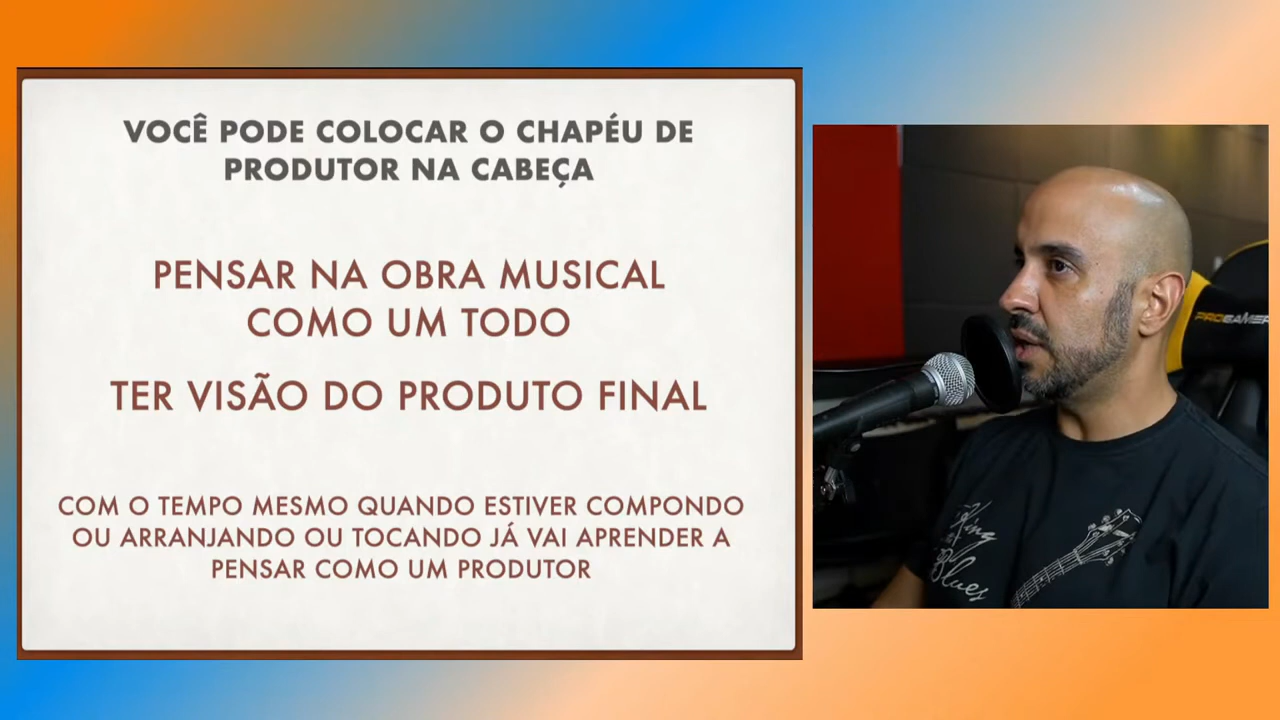 VOCÊ PODE COLOCAR O CHAPÉU DE
PRODUTOR NA CABEÇA
PENSAR NA OBRA MUSICAL
COMO UM TODO
TER VISÃO DO PRODUTO FINAL
COM O TEMPO MESMO QUANDO ESTIVER COMPONDO
OU ARRANJANDO OU TOCANDO JÁ VAI APRENDER A
PENSAR COMO UM PRODUTOR
PROGAMER
King
Blues